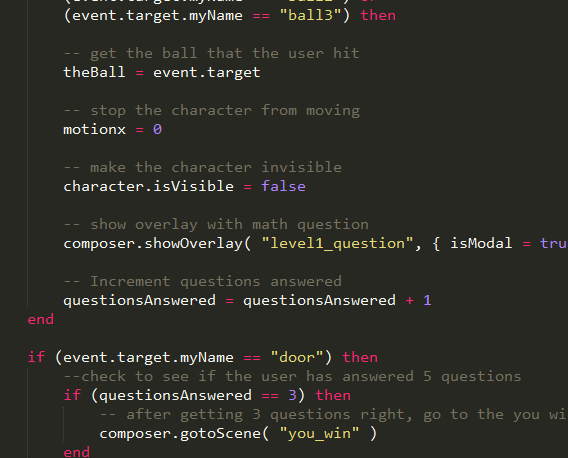 (event.target.myName == "ball3") then
-- get the ball that the user hit
theBall = event.target
-- stop the character from moving
motionx = 0
-- make the character invisible
character.isVisible = false
-- show overlay with math question
composer.showOverlay( "level1_question", { isModal = tru
-- Increment questions answered
questionsAnswered = questionsAnswered + 1
end
if (event.target.myName == "door") then
--check to see if the user has answered 5 questions
if (questionsAnswered == 3) then
-- after getting 3 questions right, go to the you wi
composer.gotoScene( "you_win" )
end